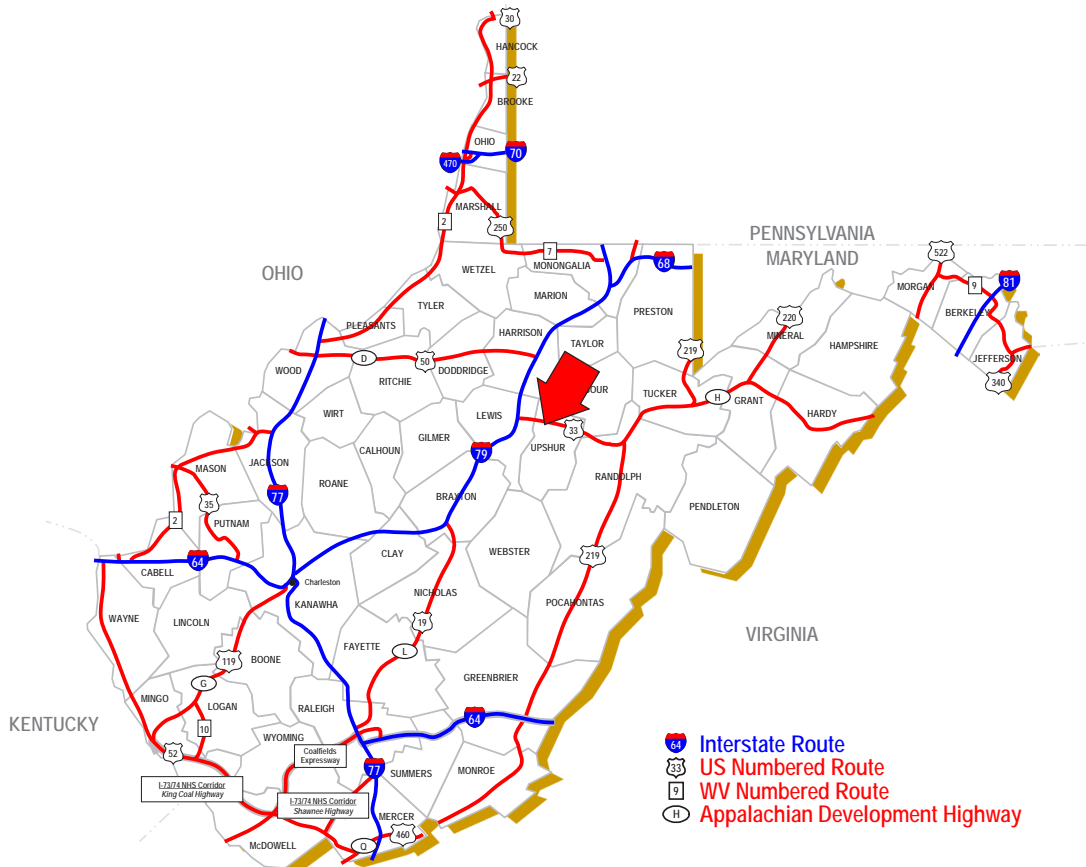 30
HANCOCK
22
BROOKE
OHIO
470
70
MARSHALL
2
250
PENNSYLVANIA
MARYLAND
OHIO
7
WETZEL
MONONGALIA
68
522
MORGAN
9
81
BERKELEY
MARION
TYLER
PRESTON
220
MINERAL
HAMPSHIRE
PLEASANTS
HARRISON
TAYLOR
219
JEFFERSON
340
WOOD
D
50
DODDRIDGE
RITCHIE
OUR
TUCKER
H
GRANT
HARDY
WIRT
LEWIS
GILMER
33
UPSHUR
CALHOUN
79
MASON
JACKSON
ROANE
RANDOLPH
77
BRAXTON
PENDLETON
35
2
PUTNAM
CLAY
WEBSTER
219
64
CABELL
Charleston
KANAWHA
NICHOLAS
POCAHONTAS
WAYNE
LINCOLN
19
VIRGINIA
119
BOONE
FAYETTE
L
GREENBRIER
G
MINGO
LOGAN
RALEIGH
KENTUCKY
10
64
WYOMING
52
Coalfields
Expressway
77
SUMMERS
MONROE
I-73/74 NHS Corridor
King Coal Highway
I-73/74 NHS Corridor
Shawnee Highway
MERCER
460
McDOWELL
Q
64 Interstate Route
33 US Numbered Route
9 WV Numbered Route
H Appalachian Development Highway